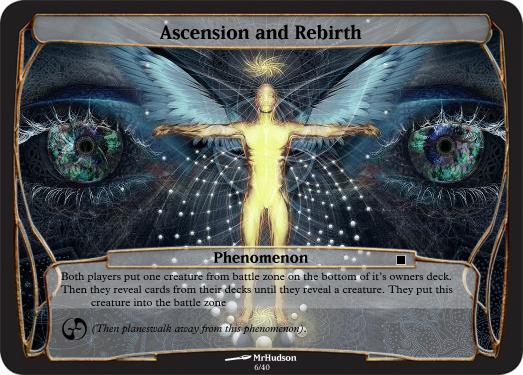 Ascension and Rebirth
Phenomenon
Both players put one creature from battle zone on the bottom of it's owners deck.
Then they reveal cards from their decks until they reveal a creature. They put this
creature into the battle zone
(Then planeswalk away from this phenomenon).
MrHudson
6/40